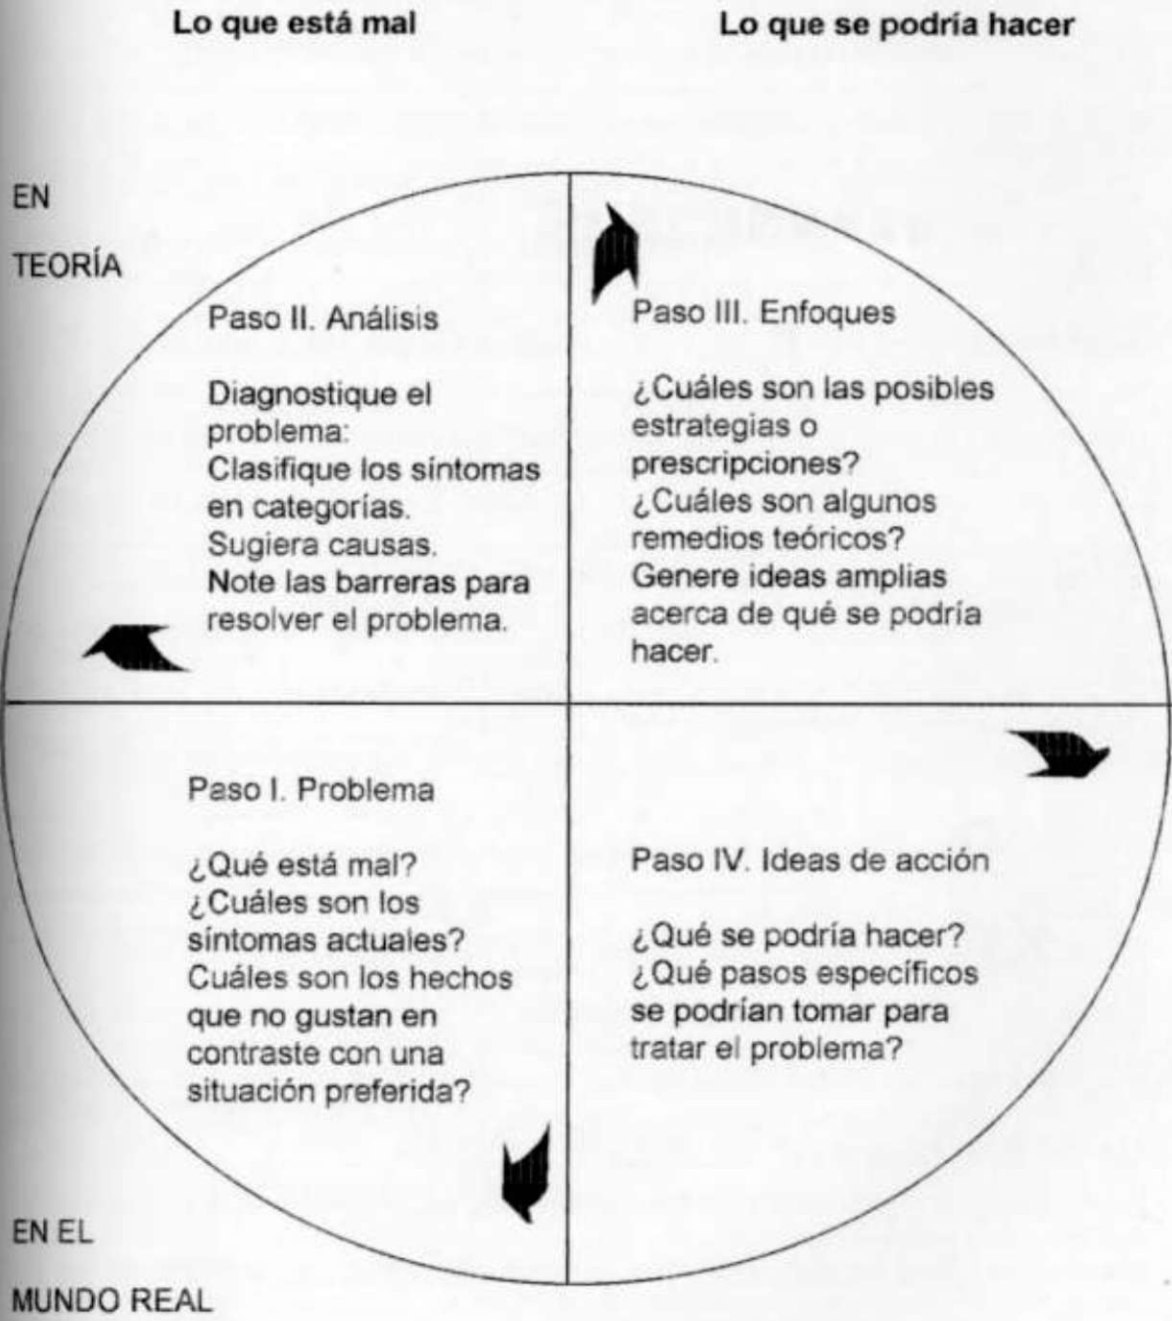 Lo que está mal
Lo que se podría hacer
EN
TEORÍA
Paso II. Análisis
Diagnostique el
problema:
Clasifique los síntomas
en categorías.
Sugiera causas.
Note las barreras para
resolver el problema.
Paso III. Enfoques
¿Cuáles son las posibles
estrategias o
prescripciones?
¿Cuáles son algunos
remedios teóricos?
Genere ideas amplias
acerca de qué se podría
hacer.
Paso I. Problema
¿Qué está mal?
¿Cuáles son los
síntomas actuales?
Cuáles son los hechos
que no gustan en
contraste con una
situación preferida?
Paso IV. Ideas de acción
¿Qué se podría hacer?
¿Qué pasos específicos
se podrían tomar para
tratar el problema?
EN EL
MUNDO REAL